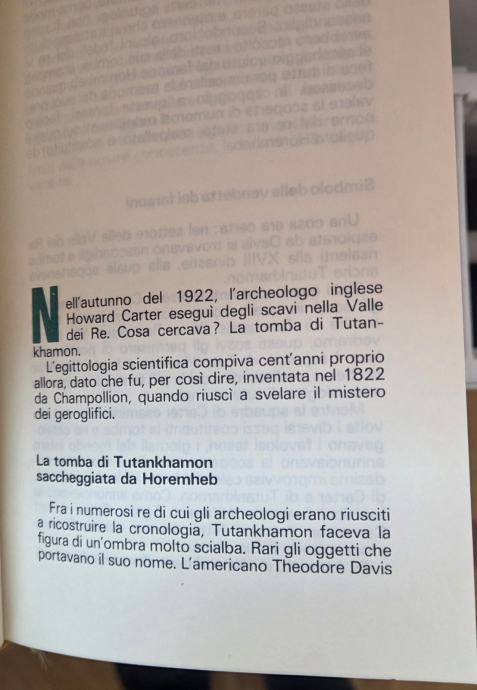 Nell'autunno del 1922, l'archeologo inglese
Howard Carter eseguì degli scavi nella Valle
dei Re. Cosa cercava? La tomba di Tutan-
khamon.
L'egittologia scientifica compiva cent'anni proprio
allora, dato che fu, per così dire, inventata nel 1822
da Champollion, quando riuscì a svelare il mistero
dei geroglifici.
La tomba di Tutankhamon
saccheggiata da Horemheb
Fra i numerosi re di cui gli archeologi erano riusciti
a ricostruire la cronologia, Tutankhamon faceva la
figura di un'ombra molto scialba. Rari gli oggetti che
portavano il suo nome. L'americano Theodore Davis